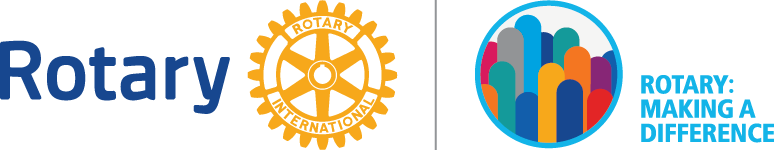 Rotary
ROTARY
INTERNATIONAL
ROTARY:
MAKING A
DIFFERENCE